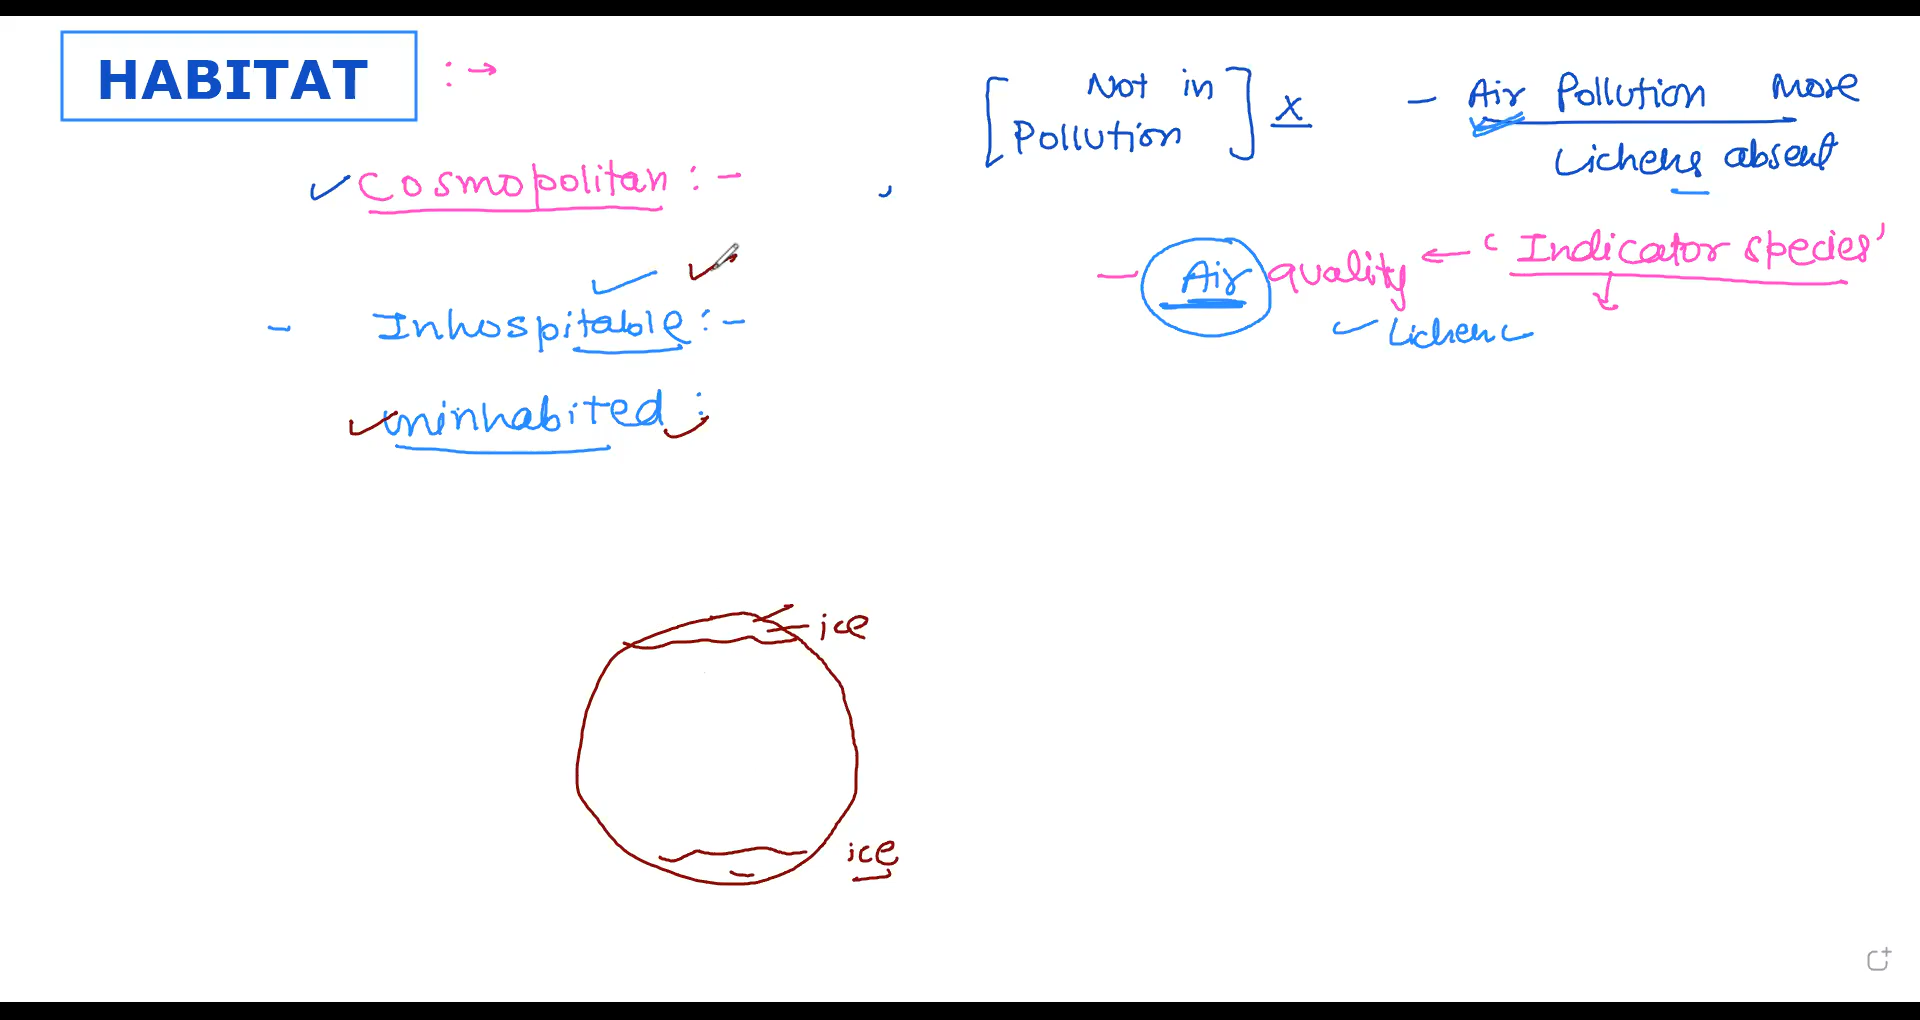 HABITAT :→
✓ Cosmopolitan :-
- Inhospitable :-
uninhabited :
[Not in
Pollution] x
- Air Pollution More
Lichens absent
- Air quality ← 'Indicator species'
✓ Lichens
ice
ice